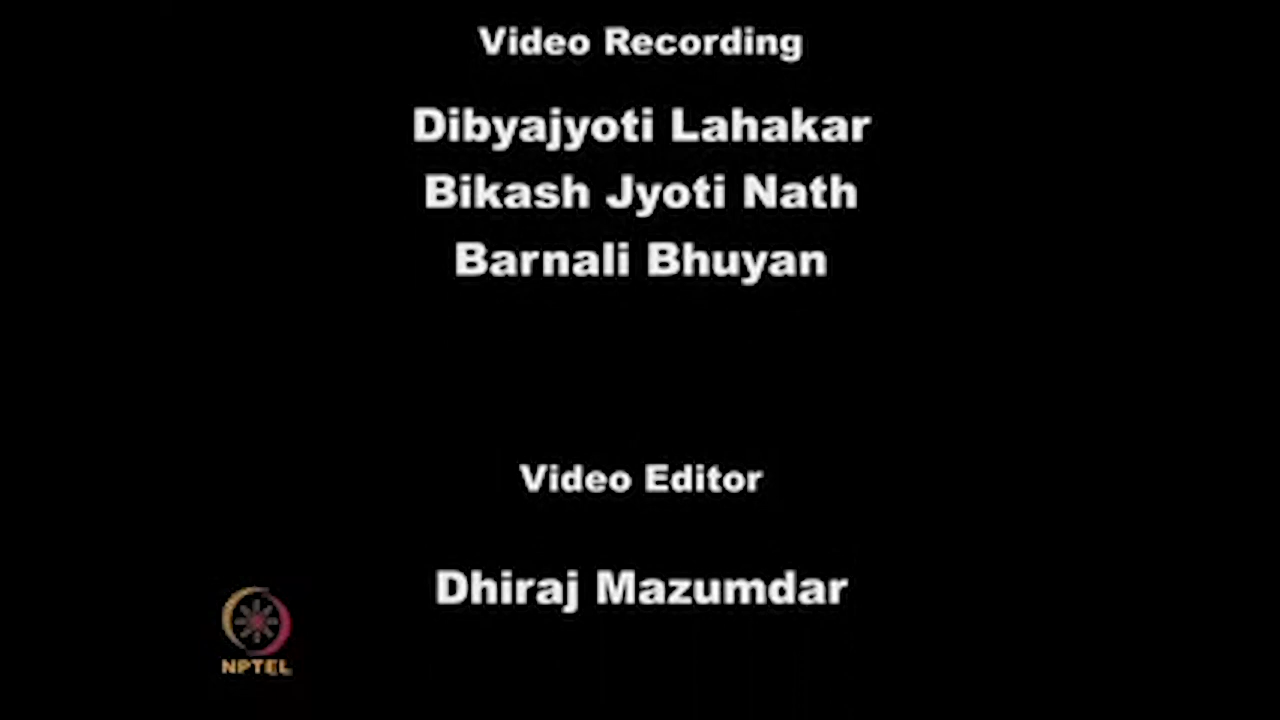 Video Recording
Dibyajyoti Lahakar
Bikash Jyoti Nath
Barnali Bhuyan
Video Editor
Dhiraj Mazumdar
NPTEL